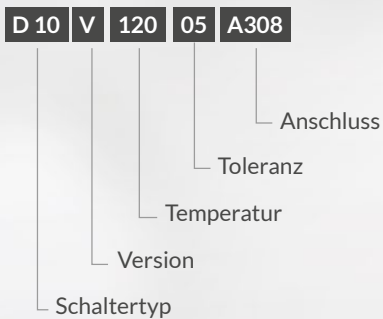 D 10 V 120 05 A308
Anschluss
Toleranz
Temperatur
Version
Schaltertyp